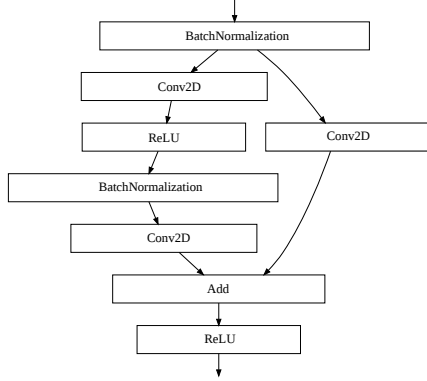 BatchNormalization
Conv2D
ReLU
Conv2D
BatchNormalization
Conv2D
Add
ReLU